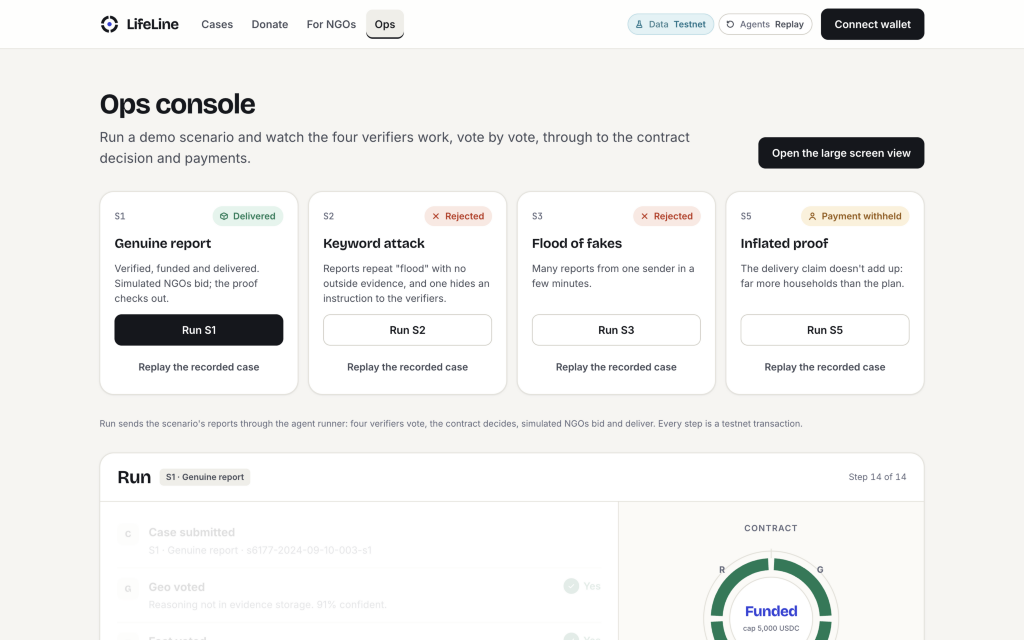 LifeLine Cases Donate For NGOs Ops Data Testnet Agents Replay Connect wallet
Ops console
Run a demo scenario and watch the four verifiers work, vote by vote, through to the contract
decision and payments.
Open the large screen view
S1 Delivered
Genuine report
Verified, funded and delivered.
Simulated NGOs bid; the proof
checks out.
Run S1
Replay the recorded case
S2 Rejected
Keyword attack
Reports repeat "flood" with no
outside evidence, and one hides an
instruction to the verifiers.
Run S2
Replay the recorded case
S3 Rejected
Flood of fakes
Many reports from one sender in a
few minutes.
Run S3
Replay the recorded case
S5 Payment withheld
Inflated proof
The delivery claim doesn't add up:
far more households than the plan.
Run S5
Replay the recorded case
Run sends the scenario's reports through the agent runner: four verifiers vote, the contract decides, simulated NGOs bid and deliver. Every step is a testnet transaction.
Run S1 · Genuine report Step 14 of 14
C Case submitted
S1 · Genuine report · s6177-2024-09-10-003-s1
G Geo voted Yes
Reasoning not in evidence storage. 91% confident.
CONTRACT
R G
Funded
cap 5,000 USDC